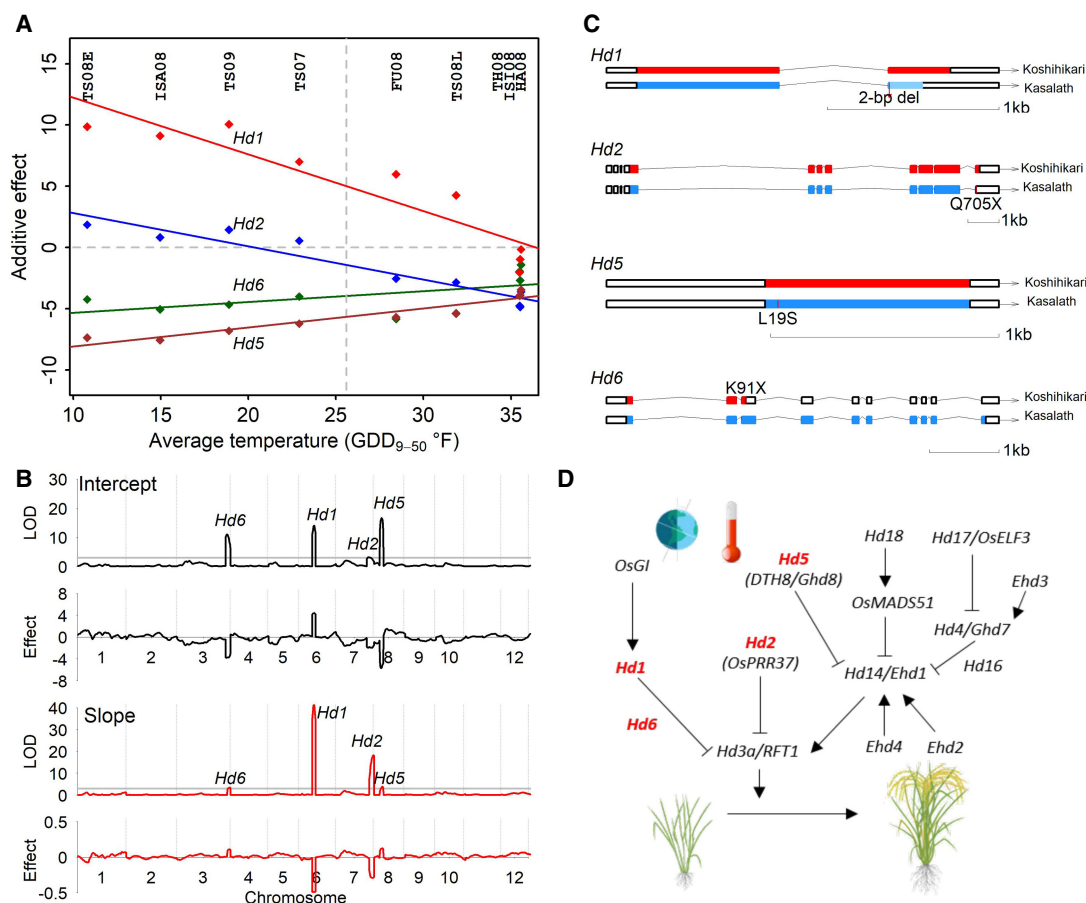 A
TS08E
ISA08
TS09
TS07
FU08
TS08L
TH08
ISI08
HA08
15
10
5
0
-5
-10
Additive effect
Hd1
Hd2
Hd6
Hd5
10 15 20 25 30 35
Average temperature (GDD9–50 °F)
B
Intercept
LOD
30
20
10
0
Hd6
Hd1
Hd2
Hd5
Effect
8
4
0
-4
-8
1 2 3 4 5 6 7 8 9 10 12
Slope
LOD
40
30
20
10
0
Hd6
Hd1
Hd2
Hd5
Effect
0.5
0
-0.5
1 2 3 4 5 6 7 8 9 10 12
Chromosome
C
Hd1
Koshihikari
Kasalath
2-bp del
1kb
Hd2
Koshihikari
Kasalath
Q705X
1kb
Hd5
Koshihikari
Kasalath
L19S
1kb
Hd6
K91X
Koshihikari
Kasalath
1kb
D
OsGI
Hd5
(DTH8/Ghd8)
Hd18
Hd17/OsELF3
OsMADS51
Ehd3
Hd2
(OsPRR37)
Hd4/Ghd7
Hd1
Hd14/Ehd1
Hd16
Hd6
Hd3a/RFT1
Ehd4
Ehd2